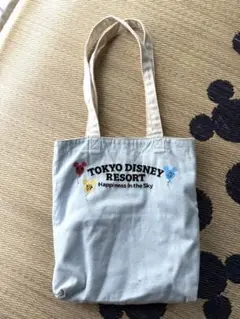 TOKYO DISNEY
RESORT
Happiness in the Sky